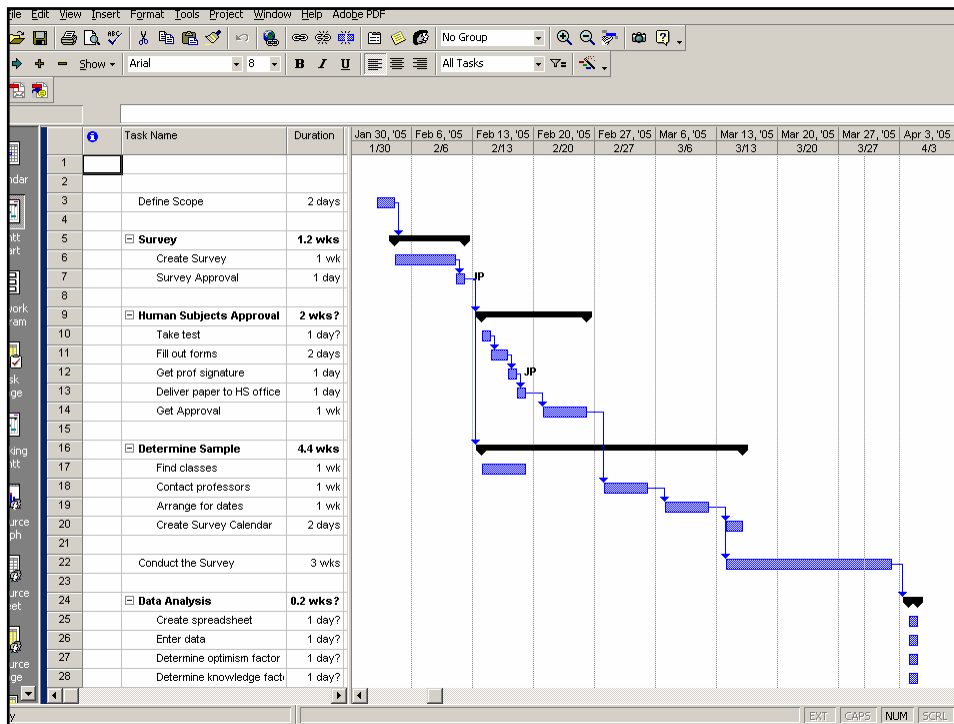 File Edit View Insert Format Tools Project Window Help Adobe PDF
ABC No Group
Show Arial 8 B I U All Tasks
Task Name Duration Jan 30, '05 Feb 6, '05 Feb 13, '05 Feb 20, '05 Feb 27, '05 Mar 6, '05 Mar 13, '05 Mar 20, '05 Mar 27, '05 Apr 3, '05
1/30 2/6 2/13 2/20 2/27 3/6 3/13 3/20 3/27 4/3
1
2
3 Define Scope 2 days
4
5 Survey 1.2 wks
6 Create Survey 1 wk
7 Survey Approval 1 day JP
8
9 Human Subjects Approval 2 wks?
10 Take test 1 day?
11 Fill out forms 2 days
12 Get prof signature 1 day JP
13 Deliver paper to HS office 1 day
14 Get Approval 1 wk
15
16 Determine Sample 4.4 wks
17 Find classes 1 wk
18 Contact professors 1 wk
19 Arrange for dates 1 wk
20 Create Survey Calendar 2 days
21
22 Conduct the Survey 3 wks
23
24 Data Analysis 0.2 wks?
25 Create spreadsheet 1 day?
26 Enter data 1 day?
27 Determine optimism factor 1 day?
28 Determine knowledge fact 1 day?
EXT CAPS NUM SCRL